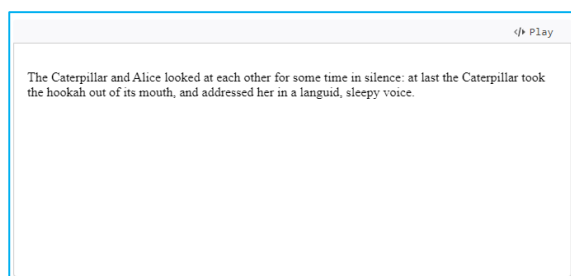 </> Play
The Caterpillar and Alice looked at each other for some time in silence: at last the Caterpillar took
the hookah out of its mouth, and addressed her in a languid, sleepy voice.